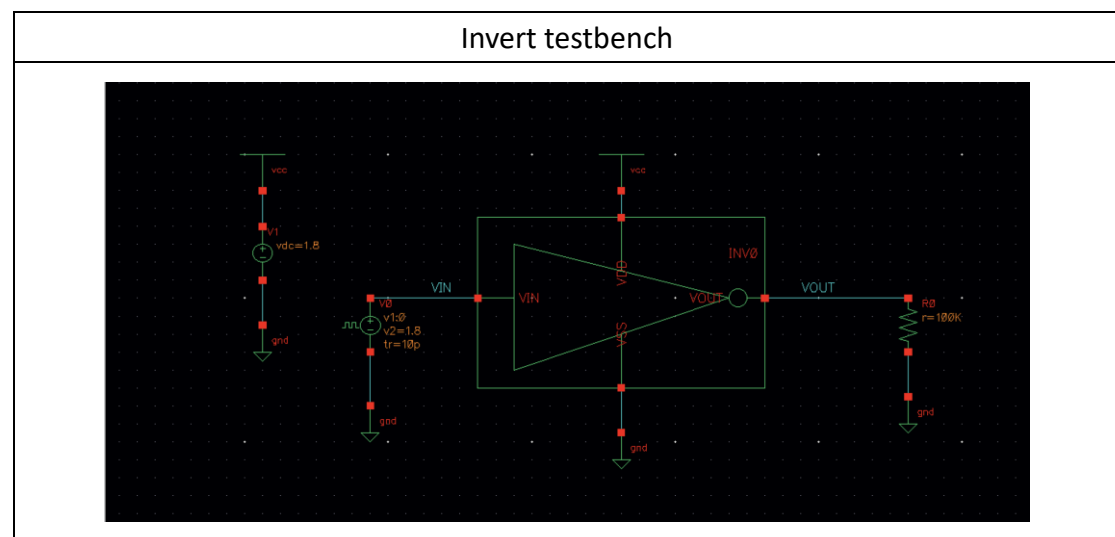 Invert testbench
vcc
V1
vdc=1.8
gnd
VIN
V0
v1:0
v2=1.8
tr=10p
gnd
vcc
INV0
VDD
VIN
VOUT
VSS
gnd
VOUT
R0
r=100K
gnd